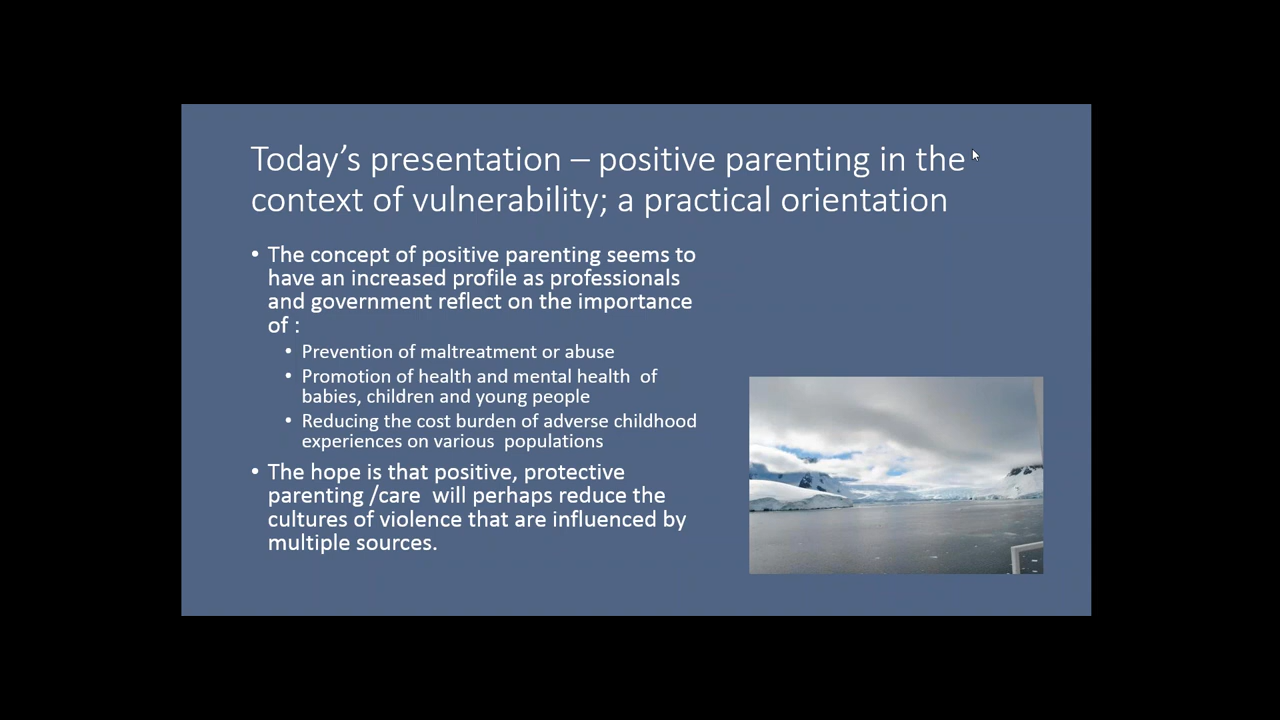 Today’s presentation – positive parenting in the
context of vulnerability; a practical orientation
• The concept of positive parenting seems to
have an increased profile as professionals
and government reflect on the importance
of :
• Prevention of maltreatment or abuse
• Promotion of health and mental health  of
babies, children and young people
• Reducing the cost burden of adverse childhood
experiences on various  populations
• The hope is that positive, protective
parenting /care  will perhaps reduce the
cultures of violence that are influenced by
multiple sources.